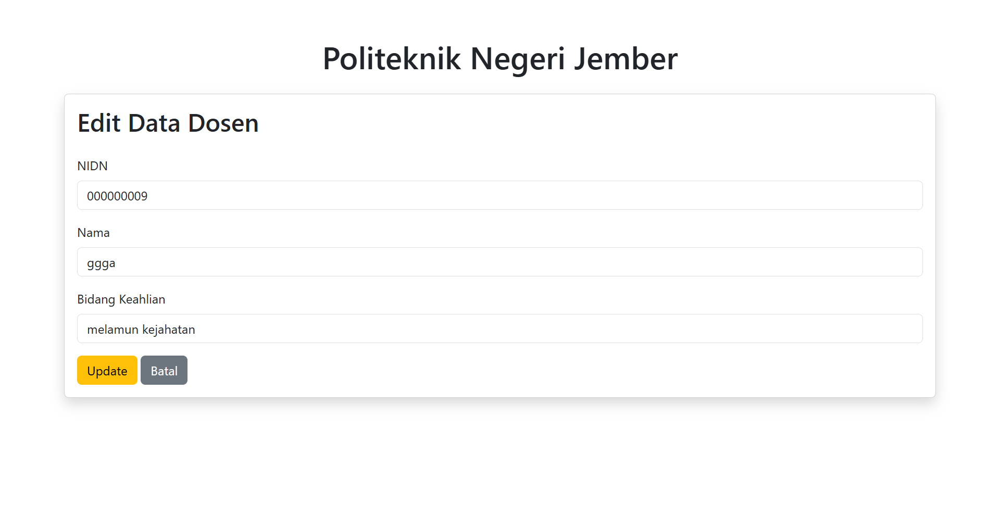 Politeknik Negeri Jember
Edit Data Dosen
NIDN
000000009
Nama
ggga
Bidang Keahlian
melamun kejahatan
Update Batal